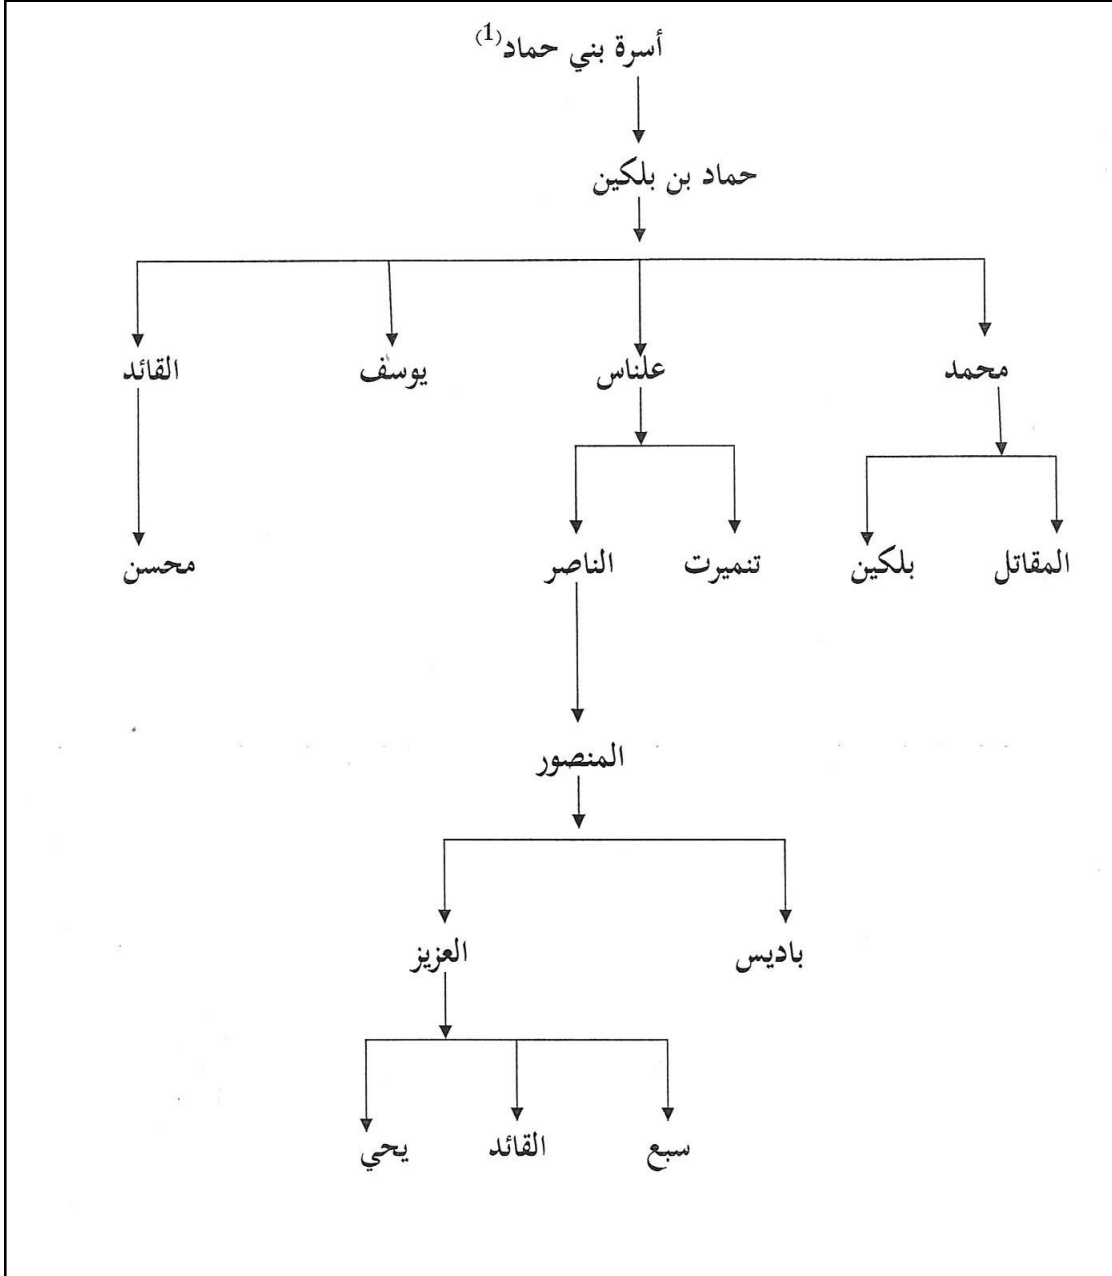 أسرة بني حماد(1)
حماد بن بلكين
محمد علناس يوسف القائد
المقاتل بلكين تنميرت الناصر محسن
المنصور
باديس العزيز
سبع القائد يحي